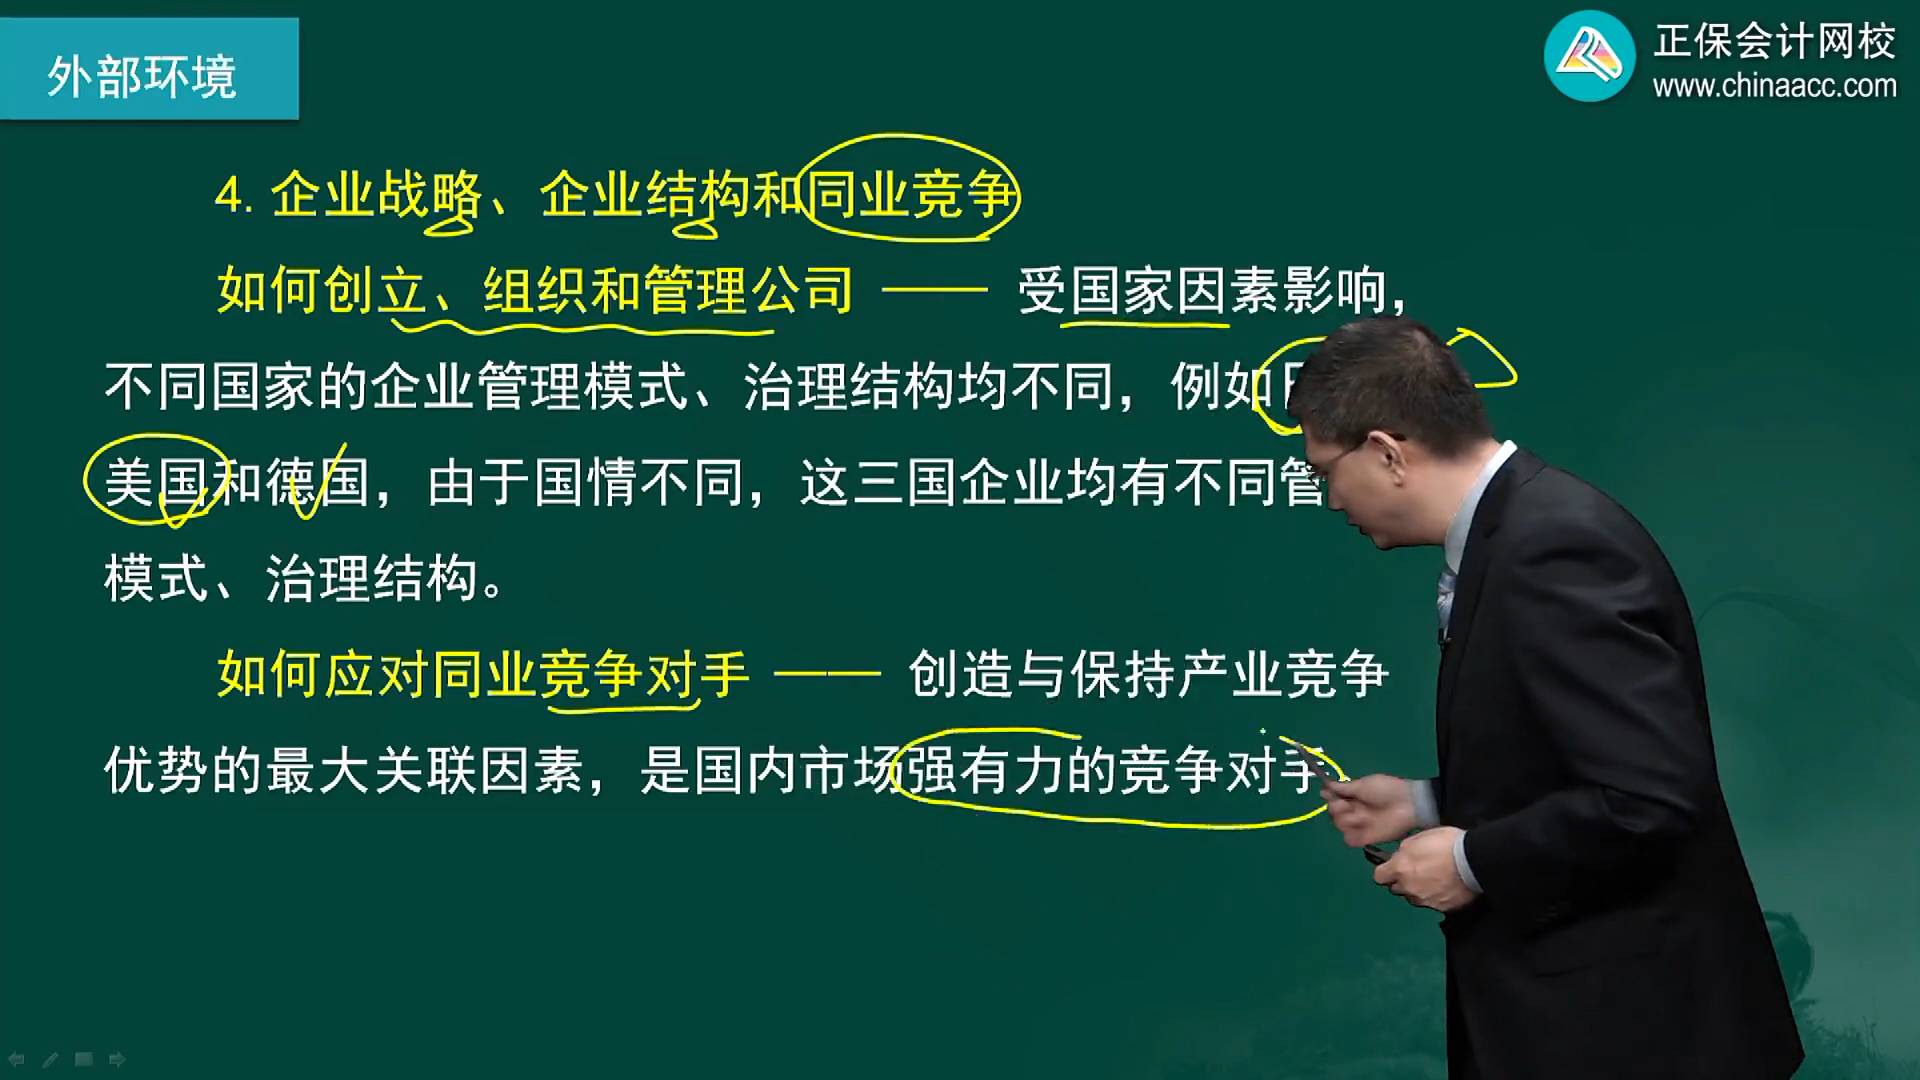 正保会计网校
www.chinaacc.com
外部环境
4. 企业战略、企业结构和同业竞争
如何创立、组织和管理公司 —— 受国家因素影响，
不同国家的企业管理模式、治理结构均不同，例如
美国和德国，由于国情不同，这三国企业均有不同管
模式、治理结构。
如何应对同业竞争对手 —— 创造与保持产业竞争
优势的最大关联因素，是国内市场强有力的竞争对手。